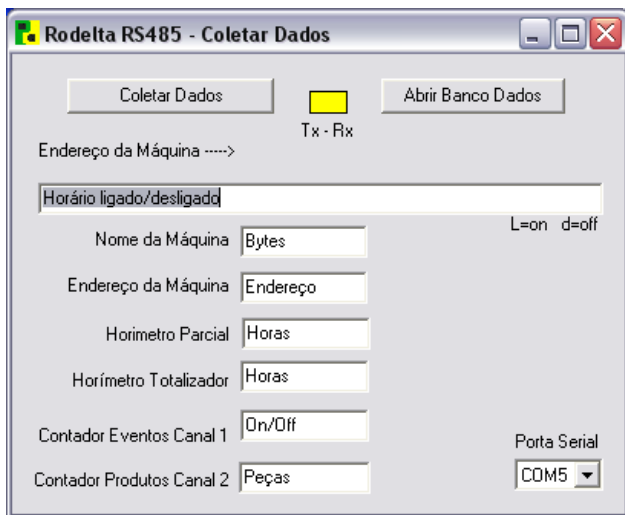 Rodelta RS485 - Coletar Dados
Coletar Dados
Abrir Banco Dados
Tx - Rx
Endereço da Máquina ----->
Horário ligado/desligado
L=on d=off
Nome da Máquina Bytes
Endereço da Máquina Endereço
Horimetro Parcial Horas
Horímetro Totalizador Horas
Contador Eventos Canal 1 On/Off
Porta Serial
Contador Produtos Canal 2 Peças COM5